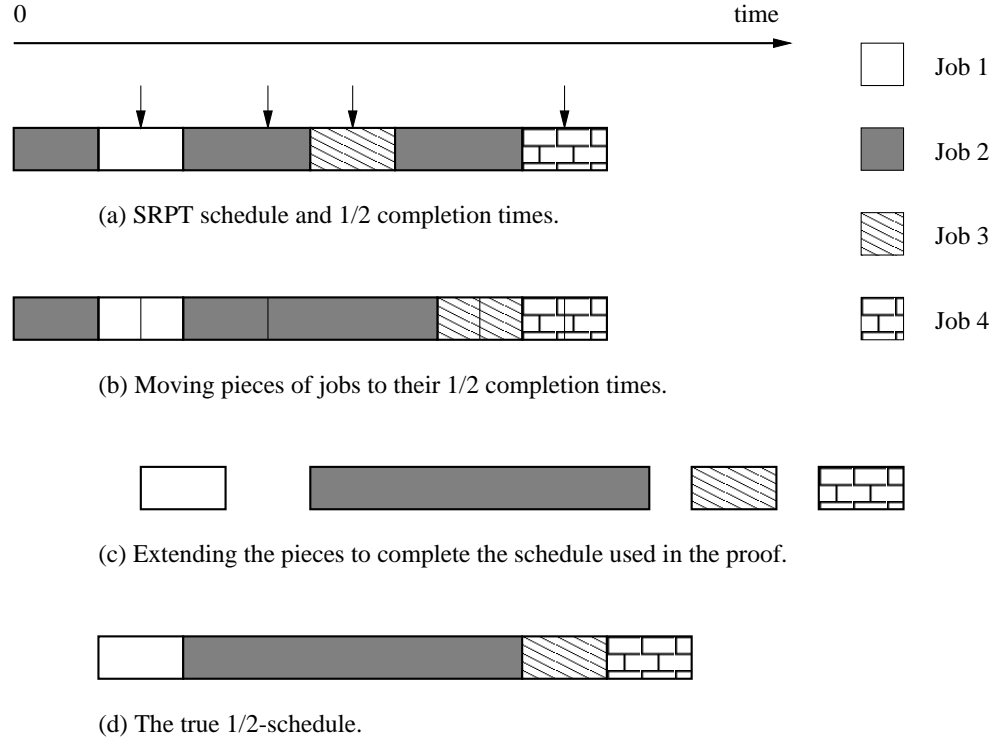 0 time
Job 1
Job 2
(a) SRPT schedule and 1/2 completion times.
Job 3
Job 4
(b) Moving pieces of jobs to their 1/2 completion times.
(c) Extending the pieces to complete the schedule used in the proof.
(d) The true 1/2-schedule.